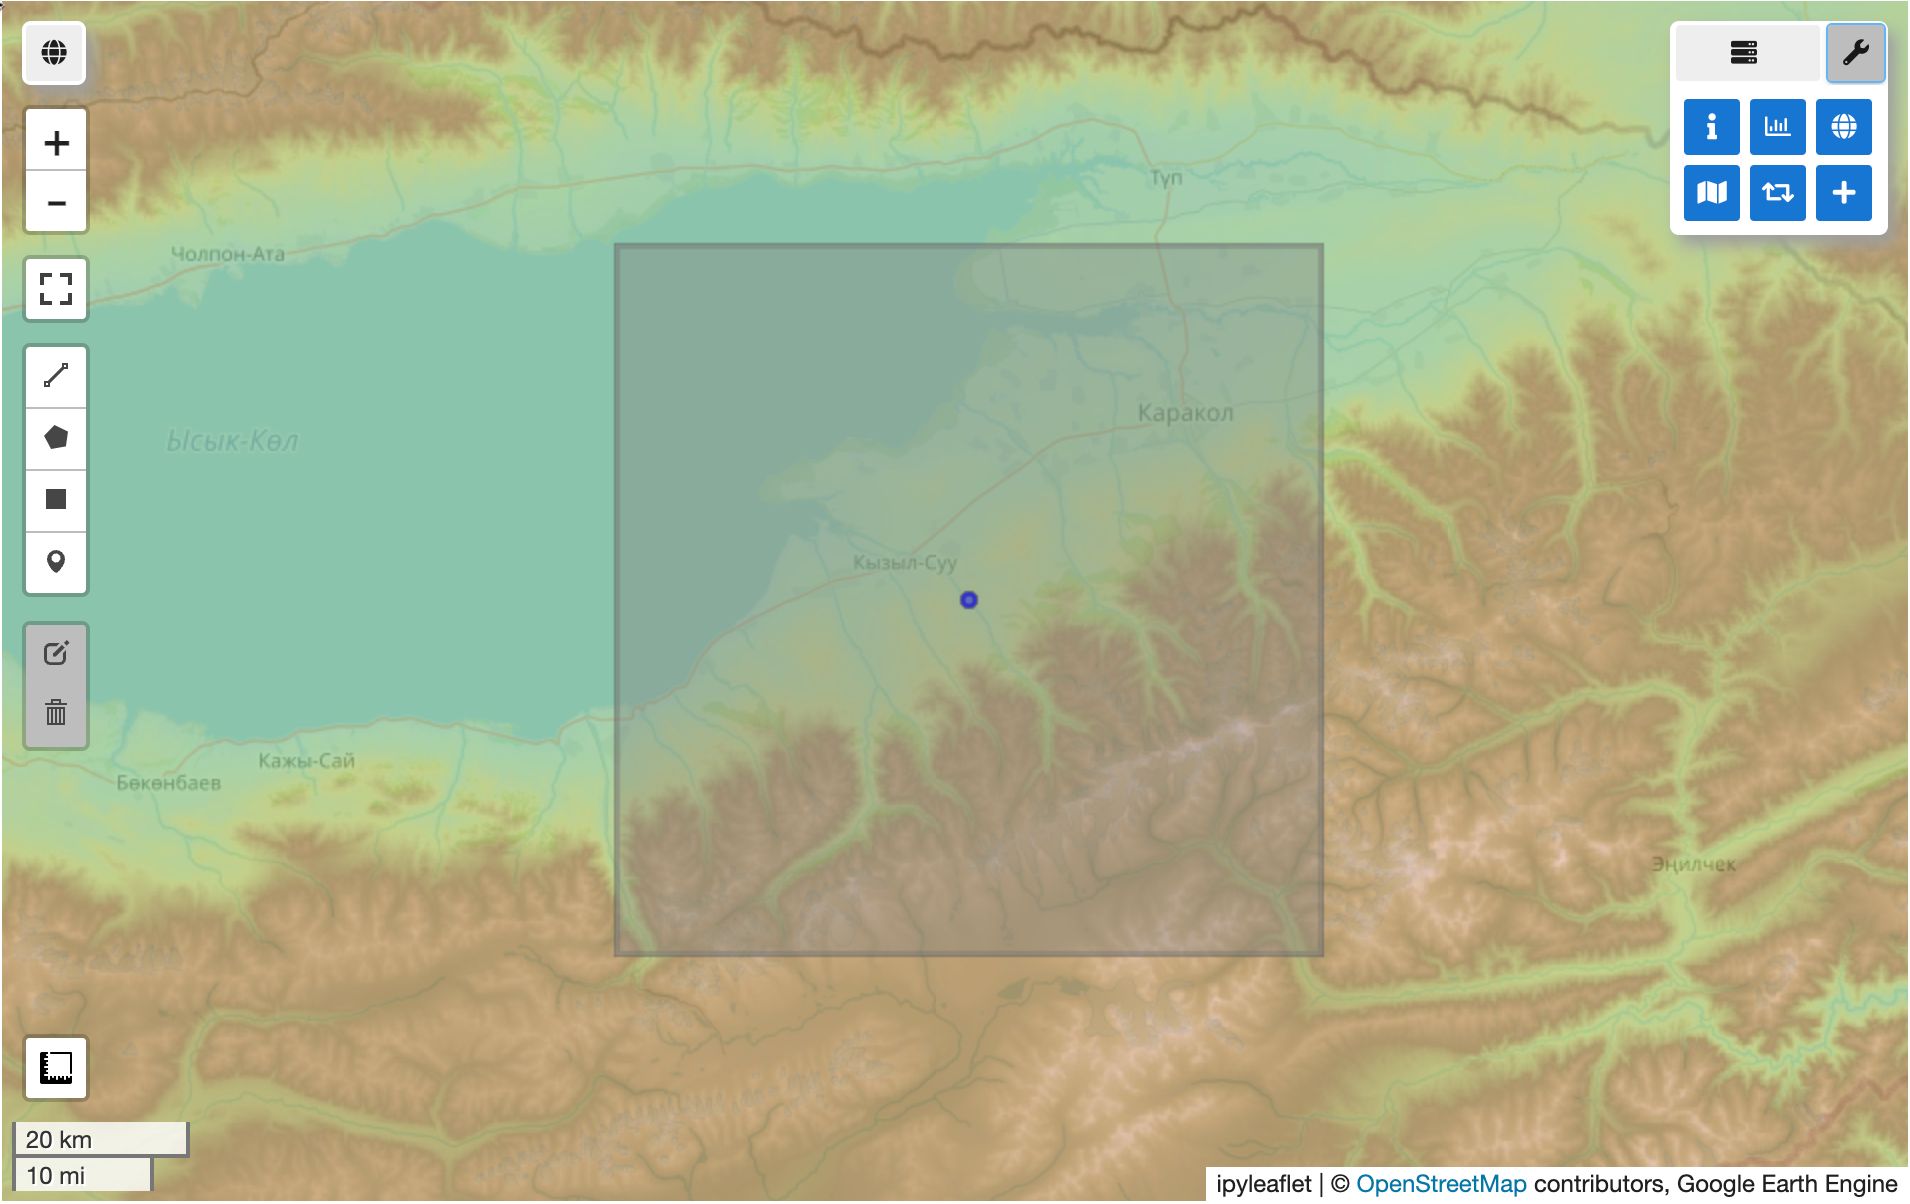 Түп
Чолпон-Ата
Каракол
Ысык-Көл
Кызыл-Суу
Кажы-Сай
Бөкөнбаев
Эңилчек
20 km
10 mi
ipyleaflet | © OpenStreetMap contributors, Google Earth Engine